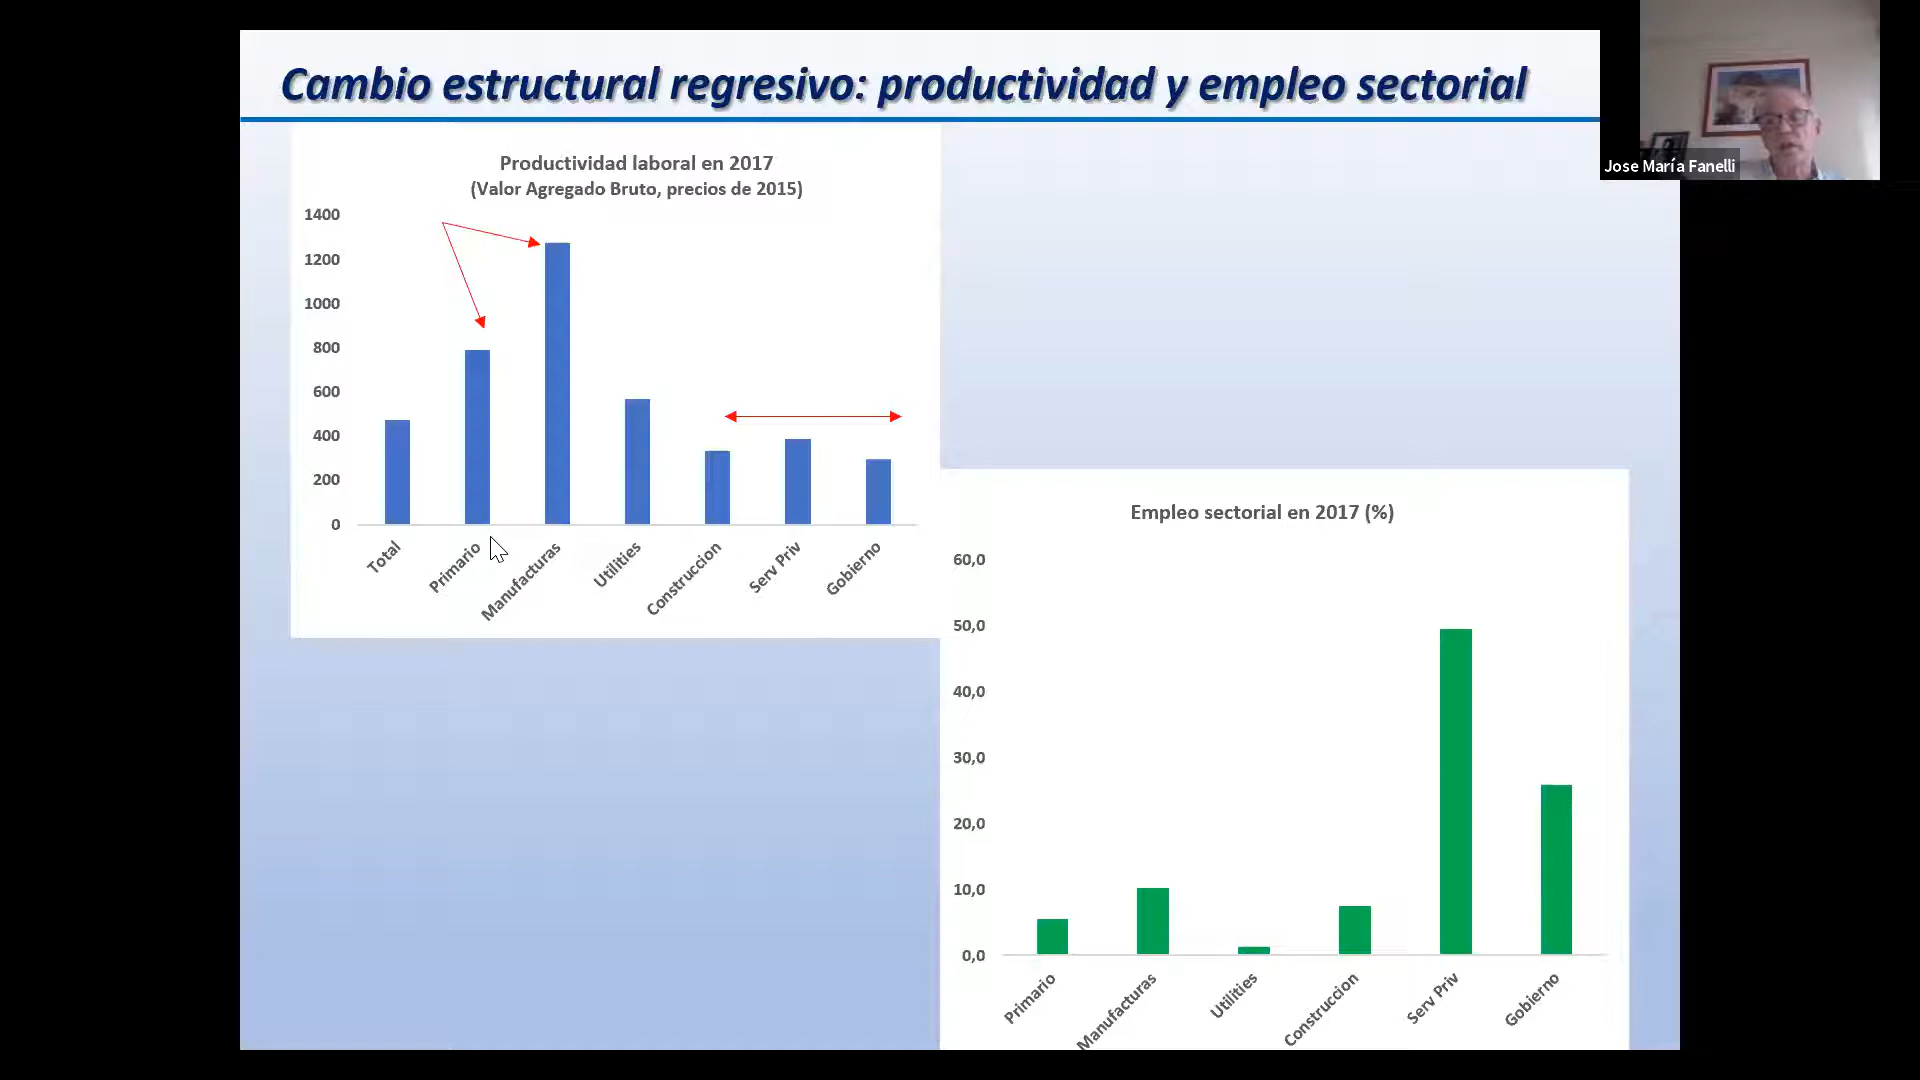 Cambio estructural regresivo: productividad y empleo sectorial
Jose María Fanelli
Productividad laboral en 2017
(Valor Agregado Bruto, precios de 2015)
1400
1200
1000
800
600
400
200
0
Total
Primario
Manufacturas
Utilities
Construccion
Serv Priv
Gobierno
Empleo sectorial en 2017 (%)
60,0
50,0
40,0
30,0
20,0
10,0
0,0
Primario
Manufacturas
Utilities
Construccion
Serv Priv
Gobierno